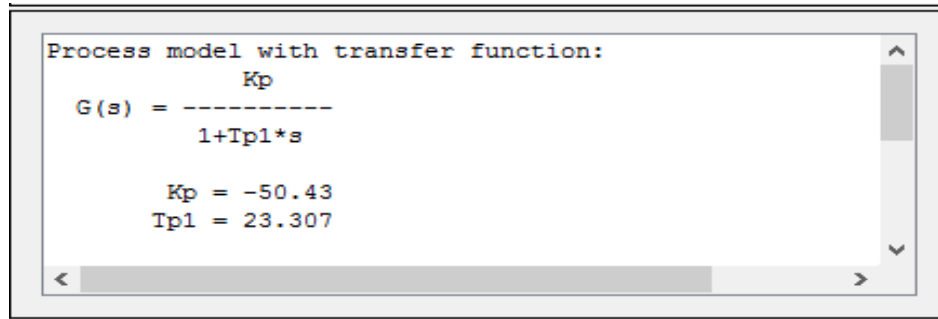 Process model with transfer function:
Kp
G(s) = ----------
1+Tp1*s
Kp = -50.43
Tp1 = 23.307